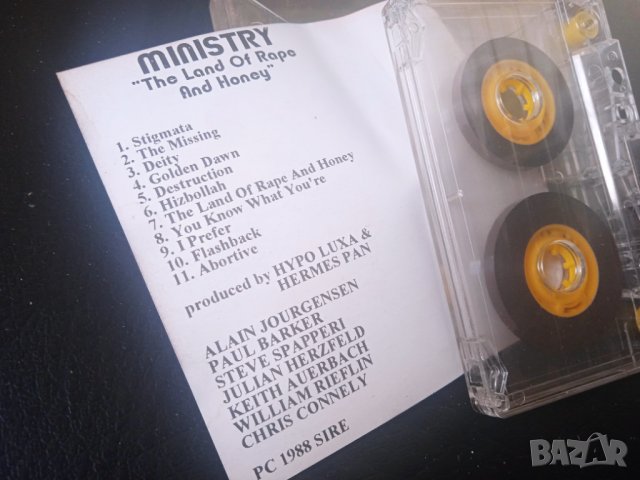 MINISTRY
"The Land Of Rape
And Honey"
1. Stigmata
2. The Missing
3. Deity
4. Golden Dawn
5. Destruction
6. Hizbollah
7. The Land Of Rape And Honey
8. You Know What You're
9. I Prefer
10. Flashback
11. Abortive
produced by HYPO LUXA &
HERMES PAN
ALAIN JOURGENSEN
PAUL BARKER
STEVE SPAPPERI
JULIAN HERZFELD
KEITH AUERBACH
WILLIAM RIEFLIN
CHRIS CONNELY
PC 1988 SIRE
BAZAR
bg